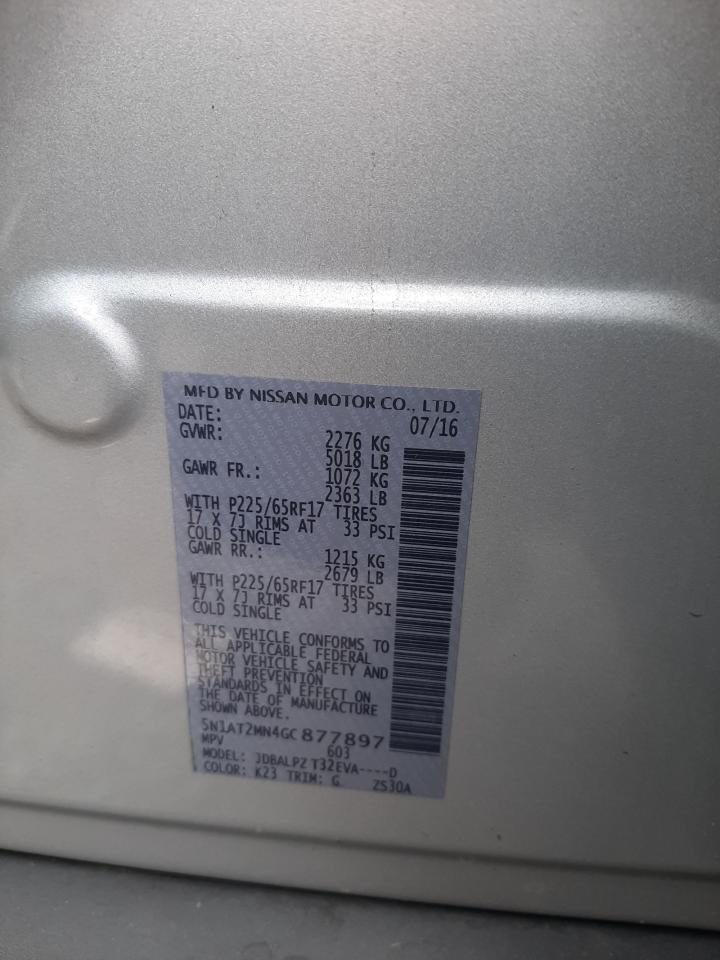 MFD BY NISSAN MOTOR CO., LTD.
DATE: 07/16
GVWR: 2276 KG
5018 LB
GAWR FR.: 1072 KG
2363 LB
WITH P225/65RF17 TIRES
17 X 7J RIMS AT 33 PSI
COLD SINGLE
GAWR RR.: 1215 KG
2679 LB
WITH P225/65RF17 TIRES
17 X 7J RIMS AT 33 PSI
COLD SINGLE
THIS VEHICLE CONFORMS TO
ALL APPLICABLE FEDERAL
MOTOR VEHICLE SAFETY AND
THEFT PREVENTION
STANDARDS IN EFFECT ON
THE DATE OF MANUFACTURE
SHOWN ABOVE.
5N1AT2MN4GC877897
MPV 603
MODEL: JDBALPZ T32EVA----D
COLOR: K23 TRIM: G ZS30A